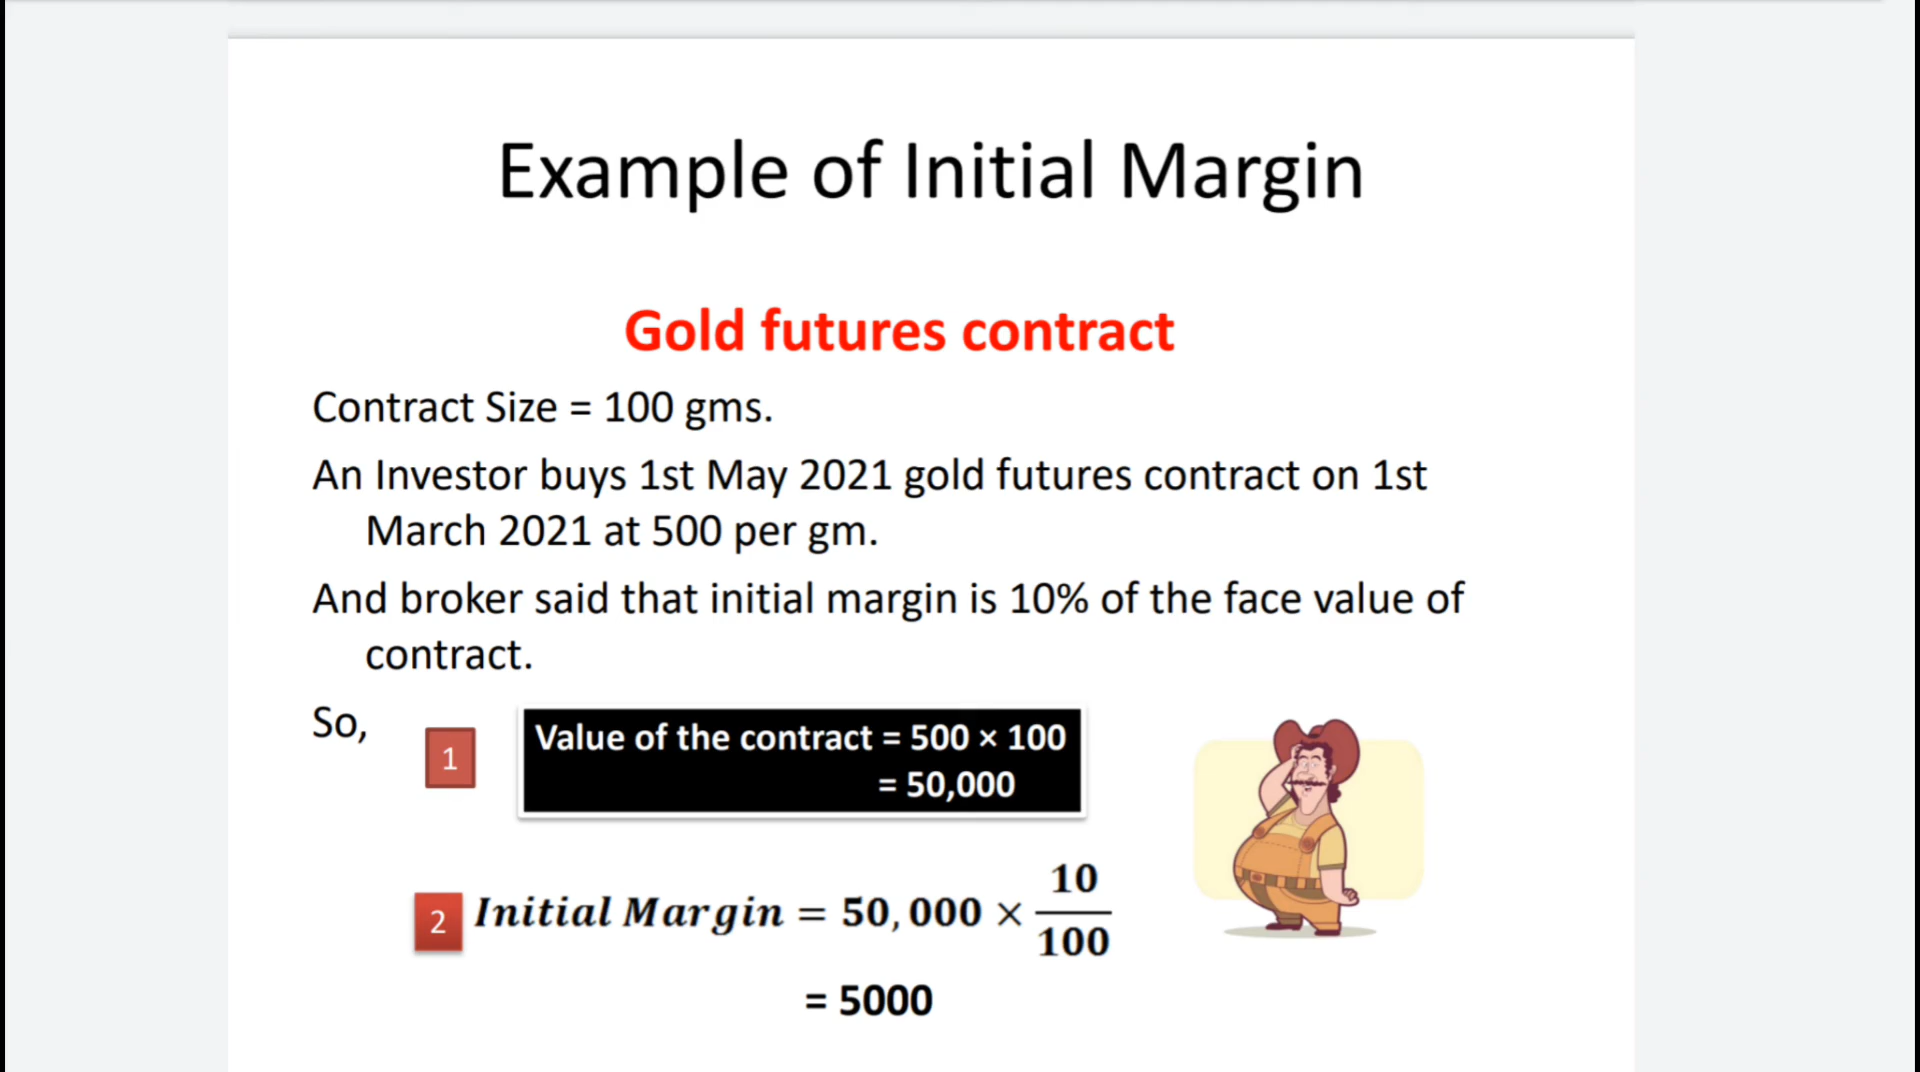 Example of Initial Margin
Gold futures contract
Contract Size = 100 gms.
An Investor buys 1st May 2021 gold futures contract on 1st
March 2021 at 500 per gm.
And broker said that initial margin is 10% of the face value of
contract.
So,
1
Value of the contract = 500 × 100
= 50,000
2 Initial Margin = 50,000 × 10/100
= 5000